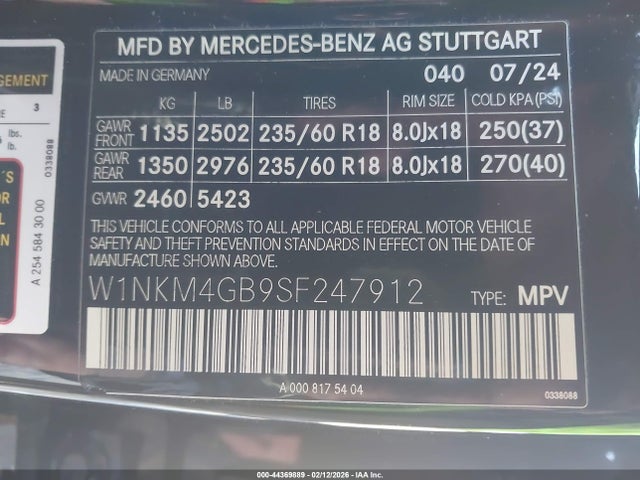 MFD BY MERCEDES-BENZ AG STUTTGART
MADE IN GERMANY 040 07/24
KG LB TIRES RIM SIZE COLD KPA(PSI)
GAWR FRONT 1135 2502 235/60 R18 8.0Jx18 250(37)
GAWR REAR 1350 2976 235/60 R18 8.0Jx18 270(40)
GVWR 2460 5423
THIS VEHICLE CONFORMS TO ALL APPLICABLE FEDERAL MOTOR VEHICLE
SAFETY AND THEFT PREVENTION STANDARDS IN EFFECT ON THE DATE
OF MANUFACTURE SHOWN ABOVE.
W1NKM4GB9SF247912 TYPE: MPV
A 000 817 54 04
0338088
AGEMENT
3
lbs.
lb.
0338088
'S
OR
L
ON
A 254 584 30 00
000-44369889 - 02/12/2026 - IAA Inc.